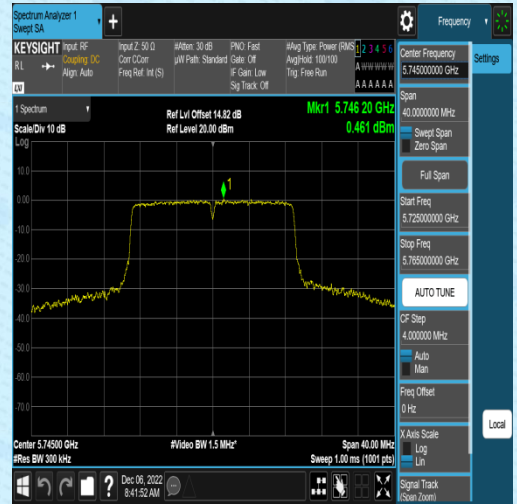 Spectrum Analyzer 1
Swept SA
+
Frequency
KEYSIGHT
RL
LXI
Input: RF
Coupling: DC
Align: Auto
Input Z: 50 Ω
Corr CCorr
Freq Ref: Int (S)
#Atten: 30 dB
µW Path: Standard
PNO: Fast
Gate: Off
IF Gain: Low
Sig Track: Off
#Avg Type: Power (RMS)
Avg|Hold: 100/100
Trig: Free Run
1 2 3 4 5 6
A W W W W W
A A A A A A
1 Spectrum
Scale/Div 10 dB
Ref Lvl Offset 14.82 dB
Ref Level 20.00 dBm
Mkr1 5.746 20 GHz
0.461 dBm
Log
10.0
0.00
-10.0
-20.0
-30.0
-40.0
-50.0
-60.0
-70.0
1
Center 5.74500 GHz
#Res BW 300 kHz
#Video BW 1.5 MHz*
Span 40.00 MHz
Sweep 1.00 ms (1001 pts)
?
Dec 06, 2022
8:41:52 AM
Center Frequency
5.745000000 GHz
Settings
Span
40.0000000 MHz
Swept Span
Zero Span
Full Span
Start Freq
5.725000000 GHz
Stop Freq
5.765000000 GHz
AUTO TUNE
CF Step
4.000000 MHz
Auto
Man
Freq Offset
0 Hz
X Axis Scale
Log
Lin
Signal Track
(Span Zoom)
Local